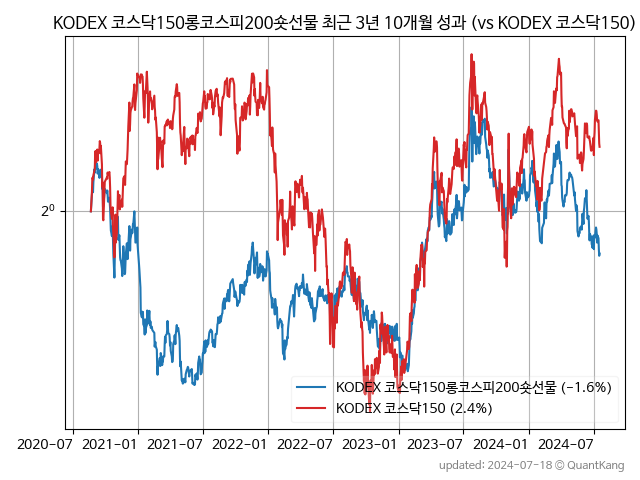 KODEX 코스닥150롱코스피200숏선물 최근 3년 10개월 성과 (vs KODEX 코스닥150)
2⁰
KODEX 코스닥150롱코스피200숏선물 (−1.6%)
KODEX 코스닥150 (2.4%)
2020-07 2021-01 2021-07 2022-01 2022-07 2023-01 2023-07 2024-01 2024-07
updated: 2024-07-18 © QuantKang